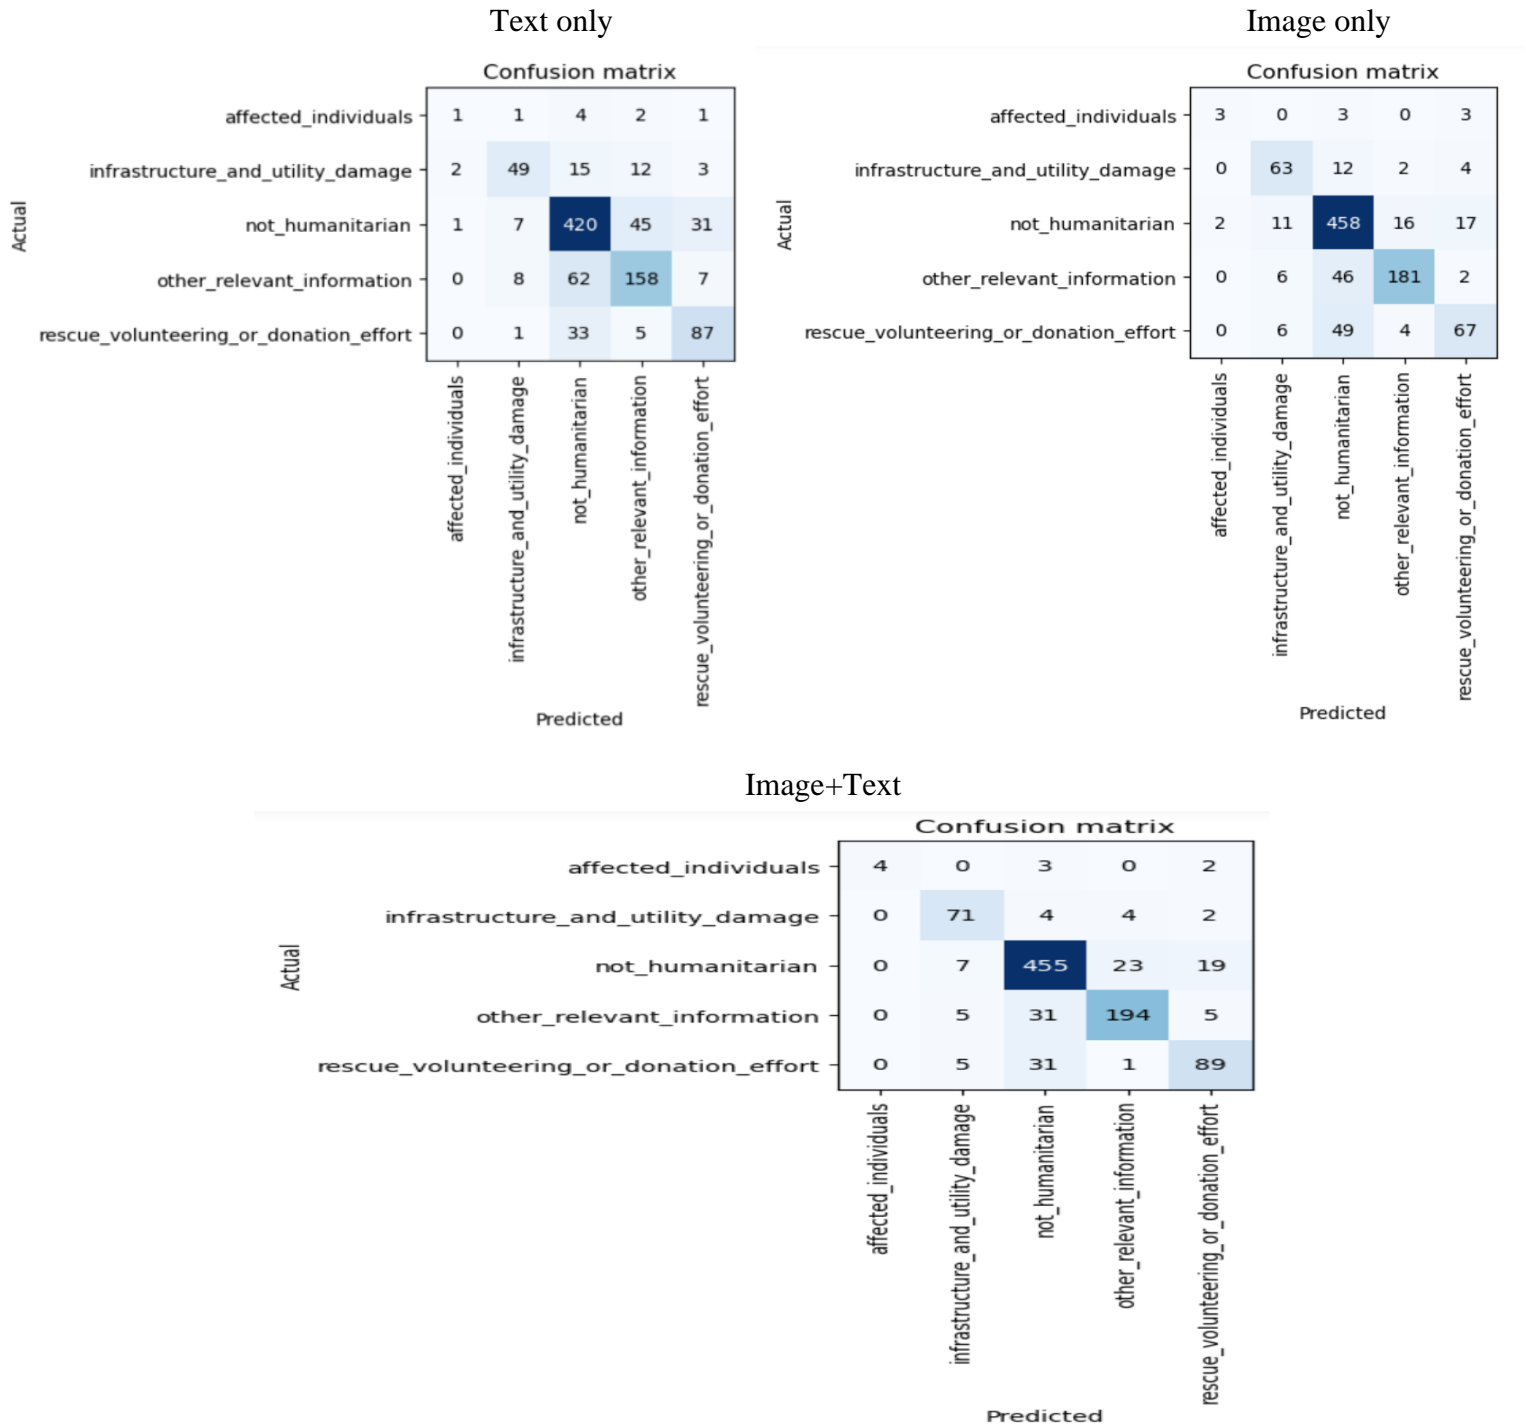 Text only
Confusion matrix
Actual
affected_individuals 1 1 4 2 1
infrastructure_and_utility_damage 2 49 15 12 3
not_humanitarian 1 7 420 45 31
other_relevant_information 0 8 62 158 7
rescue_volunteering_or_donation_effort 0 1 33 5 87
affected_individuals
infrastructure_and_utility_damage
not_humanitarian
other_relevant_information
rescue_volunteering_or_donation_effort
Predicted
Image only
Confusion matrix
Actual
affected_individuals 3 0 3 0 3
infrastructure_and_utility_damage 0 63 12 2 4
not_humanitarian 2 11 458 16 17
other_relevant_information 0 6 46 181 2
rescue_volunteering_or_donation_effort 0 6 49 4 67
affected_individuals
infrastructure_and_utility_damage
not_humanitarian
other_relevant_information
rescue_volunteering_or_donation_effort
Predicted
Image+Text
Confusion matrix
Actual
affected_individuals 4 0 3 0 2
infrastructure_and_utility_damage 0 71 4 4 2
not_humanitarian 0 7 455 23 19
other_relevant_information 0 5 31 194 5
rescue_volunteering_or_donation_effort 0 5 31 1 89
affected_individuals
infrastructure_and_utility_damage
not_humanitarian
other_relevant_information
rescue_volunteering_or_donation_effort
Predicted